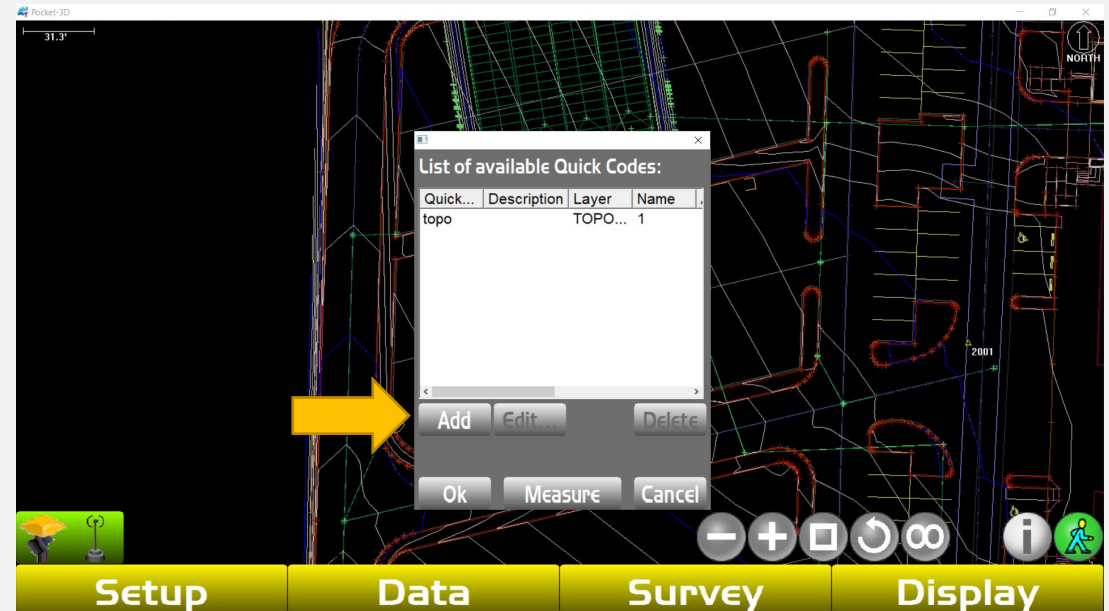 Pocket-3D
31.3'
NORTH
List of available Quick Codes:
Quick... Description Layer Name
topo TOPO... 1
2001
Add Edit... Delete
Ok Measure Cancel
Setup Data Survey Display